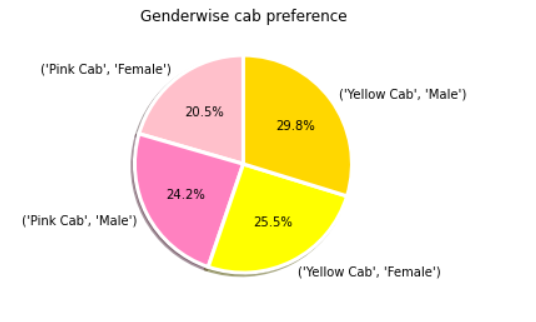 Genderwise cab preference
('Pink Cab', 'Female')
20.5%
('Yellow Cab', 'Male')
29.8%
24.2%
('Pink Cab', 'Male')
25.5%
('Yellow Cab', 'Female')